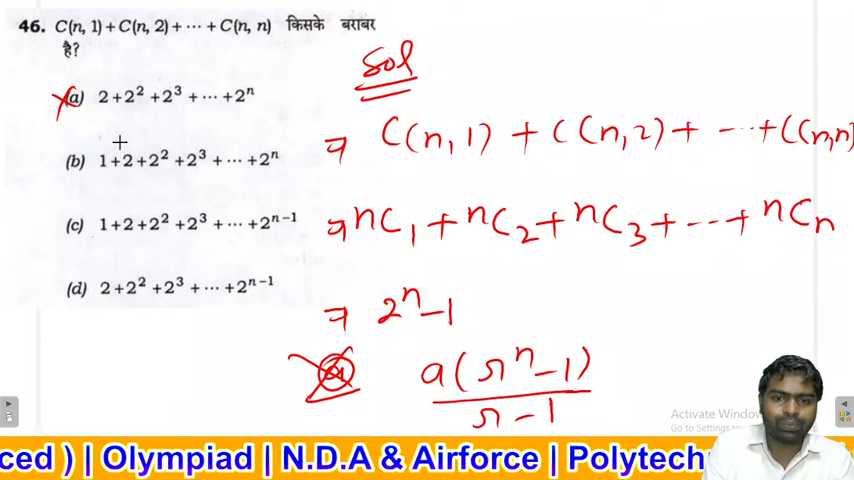 46. C(n, 1) + C(n, 2) + ⋯ + C(n, n) किसके बराबर
है?
(a) 2 + 2² + 2³ + ⋯ + 2ⁿ
(b) 1 + 2 + 2² + 2³ + ⋯ + 2ⁿ
(c) 1 + 2 + 2² + 2³ + ⋯ + 2ⁿ⁻¹
(d) 2 + 2² + 2³ + ⋯ + 2ⁿ⁻¹
Sol
⇒ C(n, 1) + C(n, 2) + ⋯ + C(n, n)
⇒ nC₁ + nC₂ + nC₃ + ⋯ + nCn
⇒ 2ⁿ - 1
(a) a(rⁿ - 1)
r - 1
Activate Window
Go to Settings to
ced ) | Olympiad | N.D.A & Airforce | Polytech